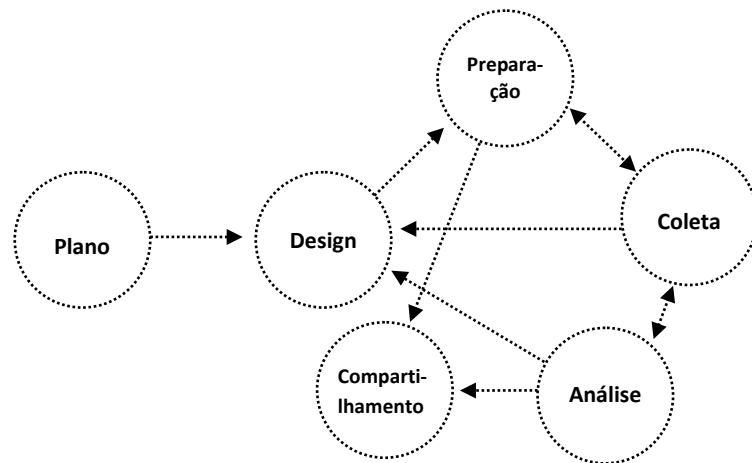 Prepara-
ção
Coleta
Plano
Design
Comparti-
lhamento
Análise